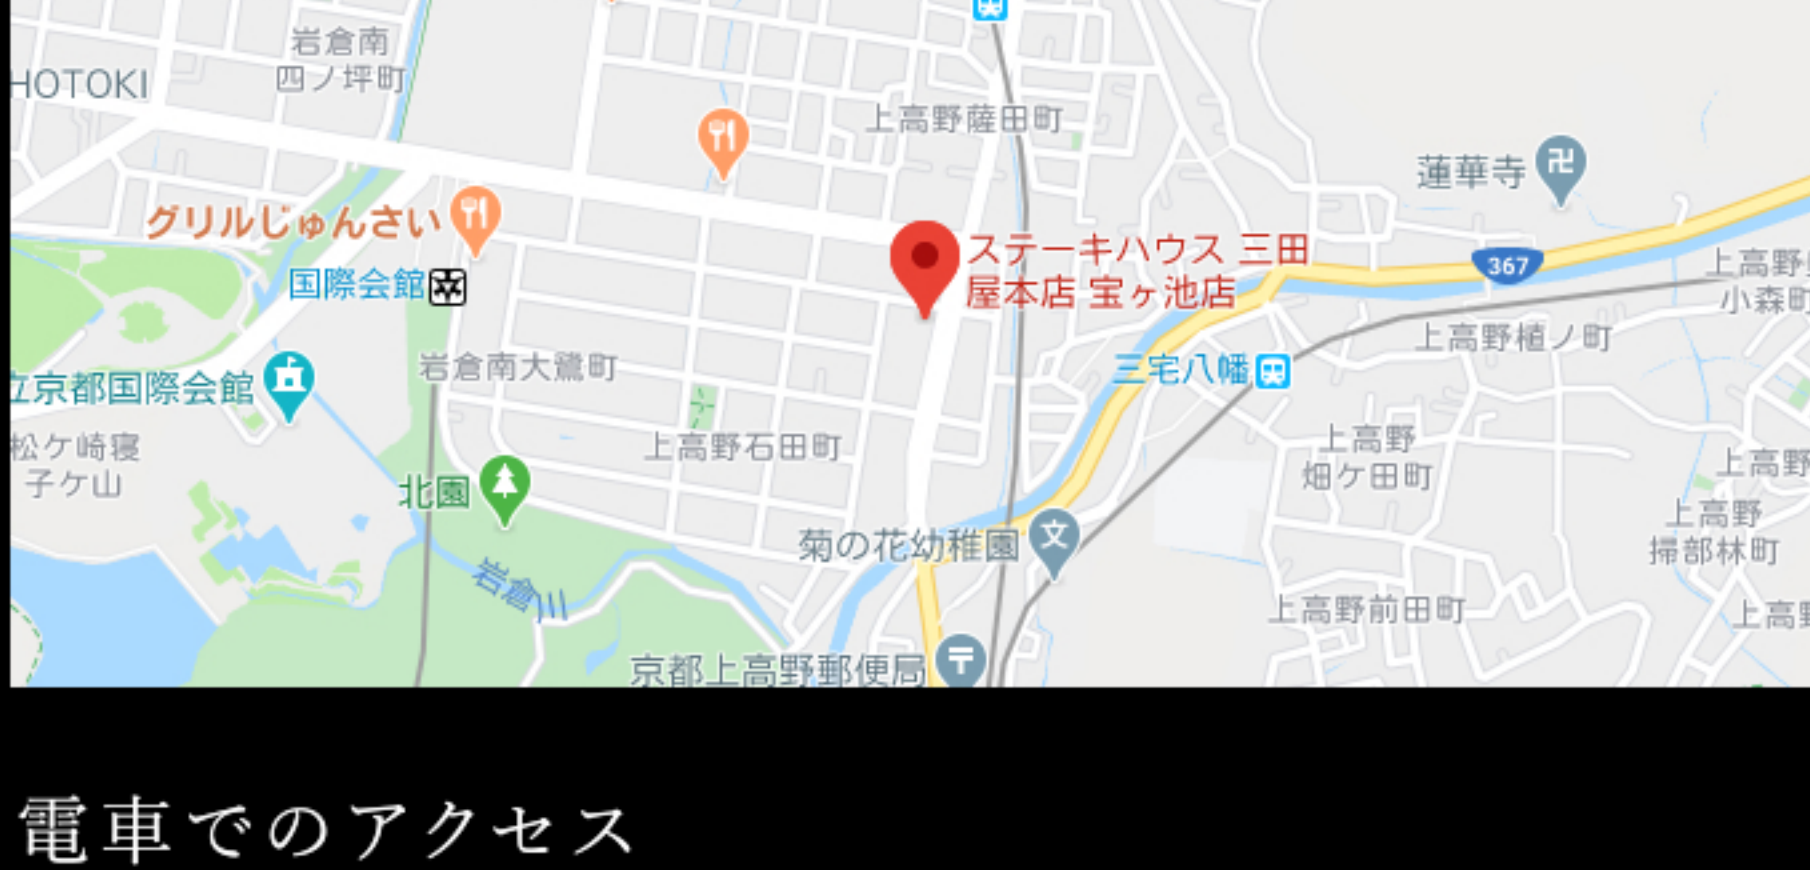 岩倉南
四ノ坪町
HOTOKI
上高野薩田町
蓮華寺
グリルじゅんさい
ステーキハウス 三田
屋本店 宝ヶ池店
367
国際会館
上高野
小森町
上高野植ノ町
三宅八幡
岩倉南大鷺町
立京都国際会館
松ケ崎寝
子ケ山
上高野石田町
上高野
畑ケ田町
上高野
北園
上高野
掃部林町
菊の花幼稚園
文
岩倉川
上高野前田町
上高野
京都上高野郵便局
〒
電車でのアクセス